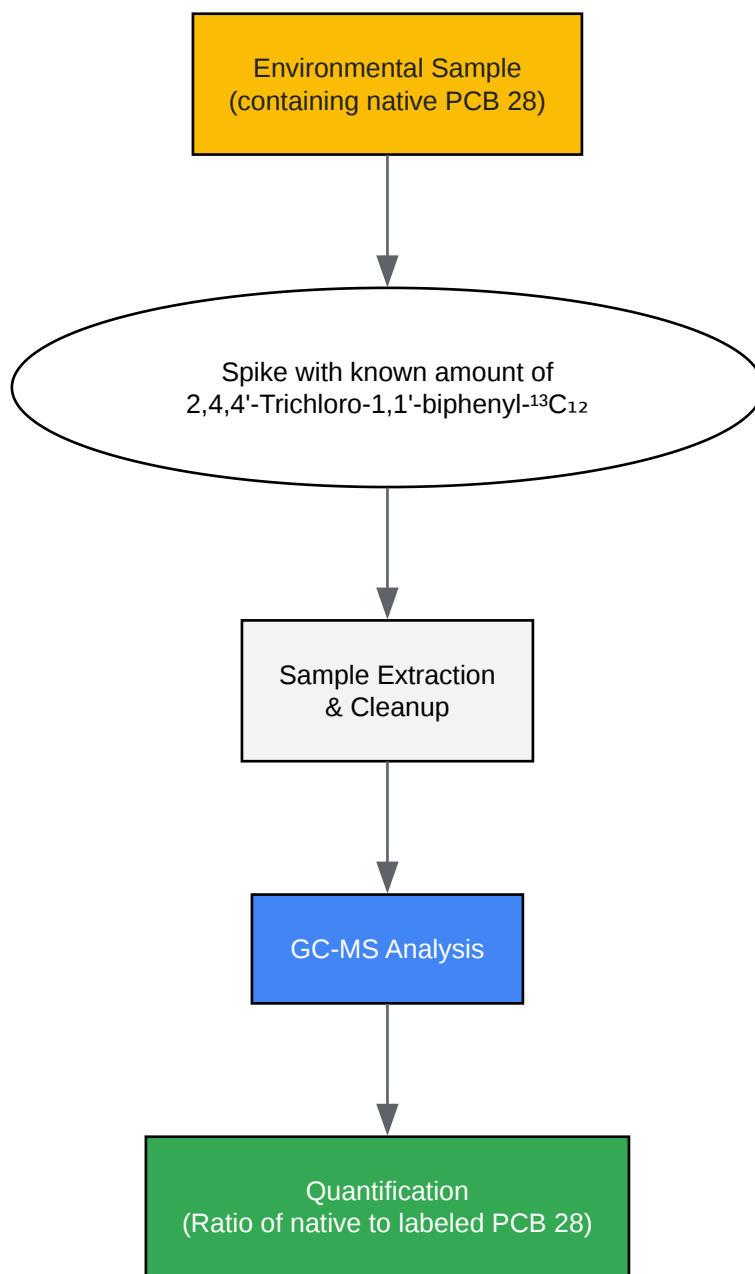 Environmental Sample
(containing native PCB 28)
Spike with known amount of
2,4,4'-Trichloro-1,1'-biphenyl-¹³C₁₂
Sample Extraction
& Cleanup
GC-MS Analysis
Quantification
(Ratio of native to labeled PCB 28)